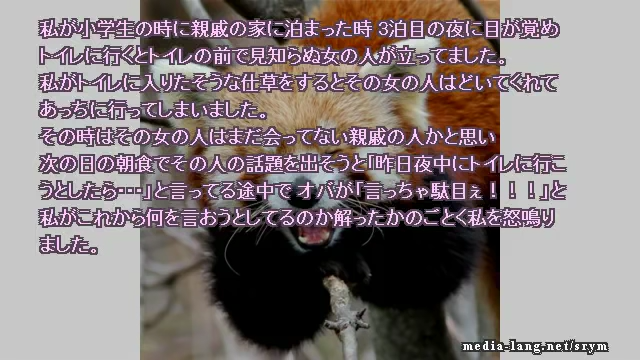 私が小学生の時に親戚の家に泊まった時 3泊目の夜に目が覚め
トイレに行くとトイレの前で見知らぬ女の人が立ってました。
私がトイレに入りたそうな仕草をするとその女の人はどいてくれて
あっちに行ってしまいました。
その時はその女の人はまだ会ってない親戚の人かと思い
次の日の朝食でその人の話題を出そうと「昨日夜中にトイレに行こ
うとしたら・・・」と言ってる途中で オバが「言っちゃ駄目ぇ！！！」と
私がこれから何を言おうとしてるのか解ったかのごとく私を怒鳴り
ました。
media-lang.net/srym